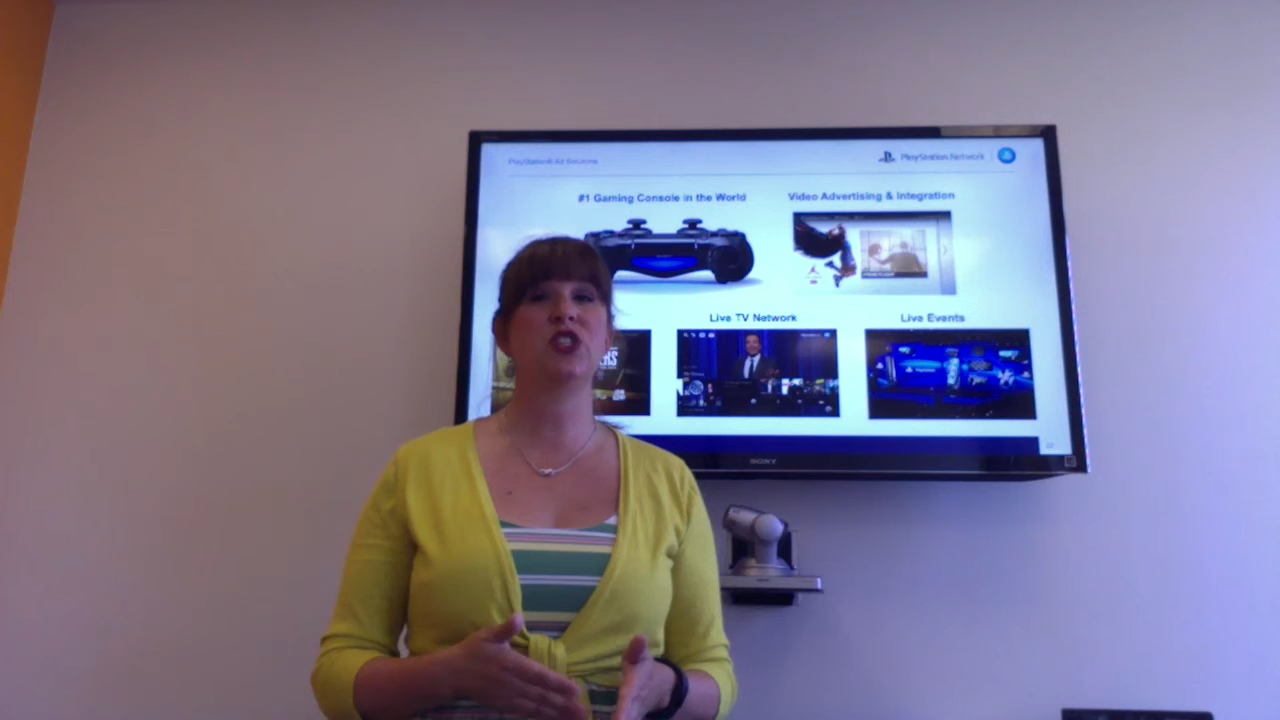 PlayStation® Ad Solutions
PlayStation Network
#1 Gaming Console in the World
Video Advertising & Integration
Live TV Network
Live Events
22
SONY